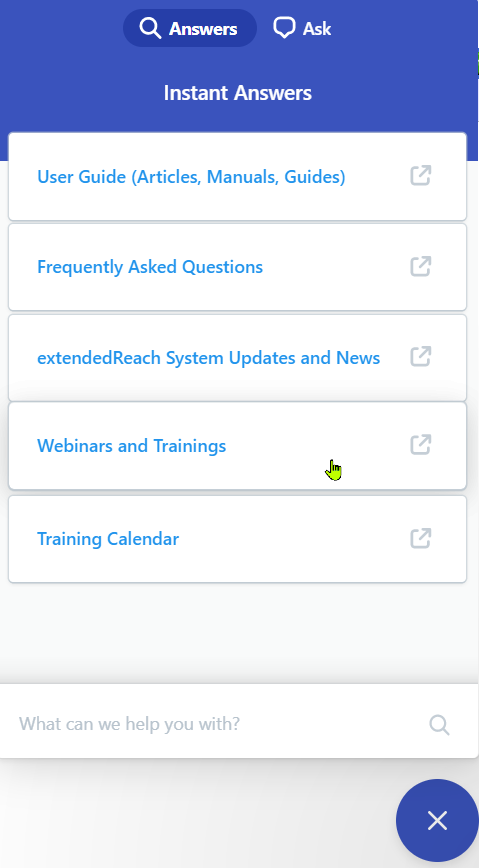 Answers
Ask
Instant Answers
User Guide (Articles, Manuals, Guides)
Frequently Asked Questions
extendedReach System Updates and News
Webinars and Trainings
Training Calendar
What can we help you with?